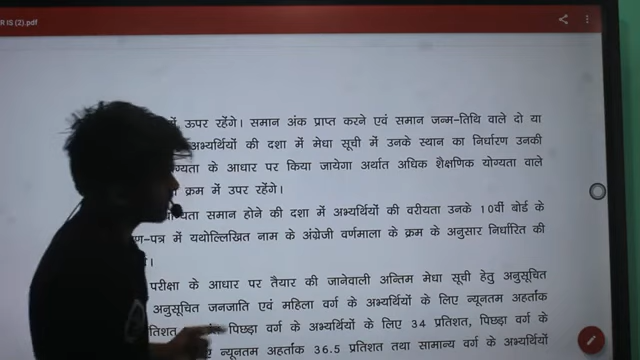 R IS (2).pdf
ऊपर रहेंगे। समान अंक प्राप्त करने एवं समान जन्म-तिथि वाले दो या
अभ्यर्थियों की दशा में मेधा सूची में उनके स्थान का निर्धारण उनकी
के आधार पर किया जायेगा अर्थात अधिक शैक्षणिक योग्यता वाले
क्रम में उपर रहेंगे।
समान होने की दशा में अभ्यर्थियों की वरीयता उनके 10वीं बोर्ड के
में यथोल्लिखित नाम के अंग्रेजी वर्णमाला के क्रम के अनुसार निर्धारित की
परीक्षा के आधार पर तैयार की जानेवाली अन्तिम मेधा सूची हेतु अनुसूचित
अनुसूचित जनजाति एवं महिला वर्ग के अभ्यर्थियों के लिए न्यूनतम अहर्तांक
पिछड़ा वर्ग के अभ्यर्थियों के लिए 34 प्रतिशत, पिछड़ा वर्ग के
न्यूनतम अहर्तांक 36.5 प्रतिशत तथा सामान्य वर्ग के अभ्यर्थियों